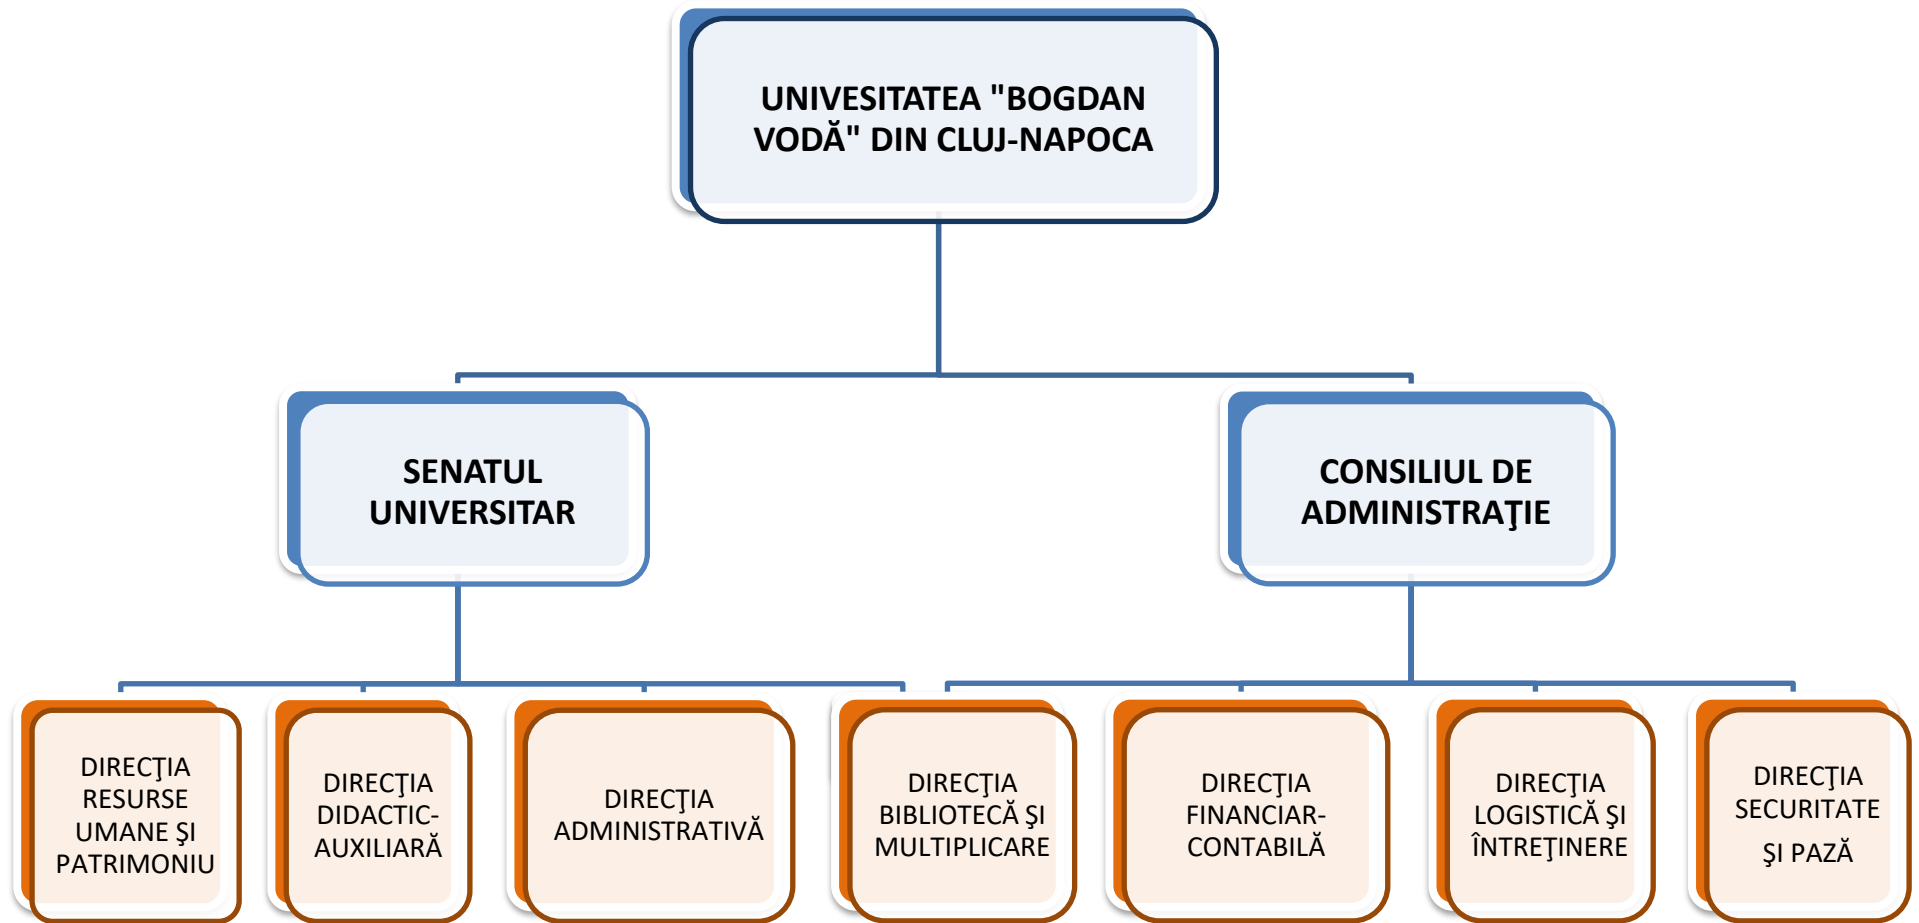 UNIVESITATEA "BOGDAN
VODĂ" DIN CLUJ-NAPOCA
SENATUL
UNIVERSITAR
CONSILIUL DE
ADMINISTRAŢIE
DIRECŢIA
RESURSE
UMANE ŞI
PATRIMONIU
DIRECŢIA
DIDACTIC-
AUXILIARĂ
DIRECŢIA
ADMINISTRATIVĂ
DIRECŢIA
BIBLIOTECĂ ŞI
MULTIPLICARE
DIRECŢIA
FINANCIAR-
CONTABILĂ
DIRECŢIA
LOGISTICĂ ŞI
ÎNTREŢINERE
DIRECŢIA
SECURITATE
ŞI PAZĂ